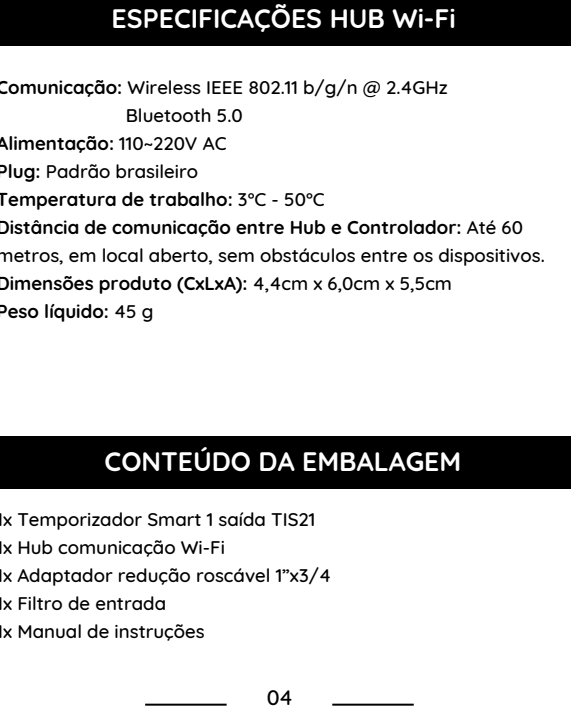 ESPECIFICAÇÕES HUB Wi-Fi
Comunicação: Wireless IEEE 802.11 b/g/n @ 2.4GHz
Bluetooth 5.0
Alimentação: 110~220V AC
Plug: Padrão brasileiro
Temperatura de trabalho: 3°C - 50°C
Distância de comunicação entre Hub e Controlador: Até 60
metros, em local aberto, sem obstáculos entre os dispositivos.
Dimensões produto (CxLxA): 4,4cm x 6,0cm x 5,5cm
Peso líquido: 45 g
CONTEÚDO DA EMBALAGEM
1x Temporizador Smart 1 saída TIS21
1x Hub comunicação Wi-Fi
1x Adaptador redução roscável 1”x3/4
1x Filtro de entrada
1x Manual de instruções
04